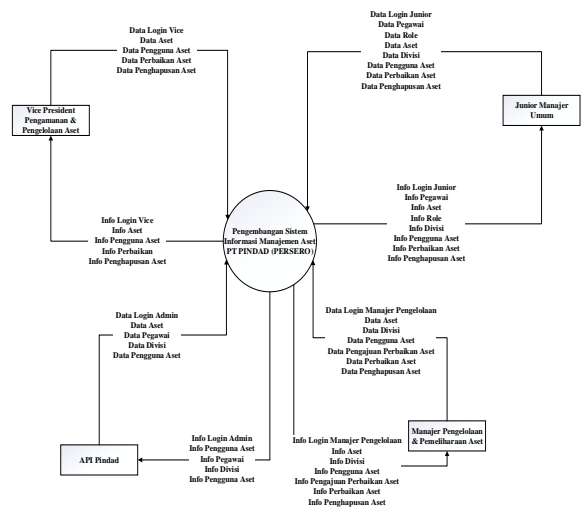 Data Login Vice
Data Aset
Data Pengguna Aset
Data Perbaikan Aset
Data Penghapusan Aset
Data Login Junior
Data Pegawai
Data Role
Data Aset
Data Divisi
Data Pengguna Aset
Data Perbaikan Aset
Data Penghapusan Aset
Vice President
Pengamanan &
Pengelolaan Aset
Junior Manajer
Umum
Info Login Vice
Info Aset
Info Pengguna Aset
Info Perbaikan
Info Penghapusan Aset
Pengembangan Sistem
Informasi Manajemen Aset
PT PINDAD (PERSERO)
Info Login Junior
Info Pegawai
Info Aset
Info Role
Info Divisi
Info Pengguna Aset
Info Perbaikan Aset
Info Penghapusan Aset
Data Login Admin
Data Aset
Data Pegawai
Data Divisi
Data Pengguna Aset
Data Login Manajer Pengelolaan
Data Aset
Data Divisi
Data Pengguna Aset
Data Pengajuan Perbaikan Aset
Data Perbaikan Aset
Data Penghapusan Aset
API Pindad
Manajer Pengelolaan
& Pemeliharaan Aset
Info Login Admin
Info Pengguna Aset
Info Pegawai
Info Divisi
Info Pengguna Aset
Info Login Manajer Pengelolaan
Info Aset
Info Divisi
Info Pengguna Aset
Info Pengajuan Perbaikan Aset
Info Perbaikan Aset
Info Penghapusan Aset